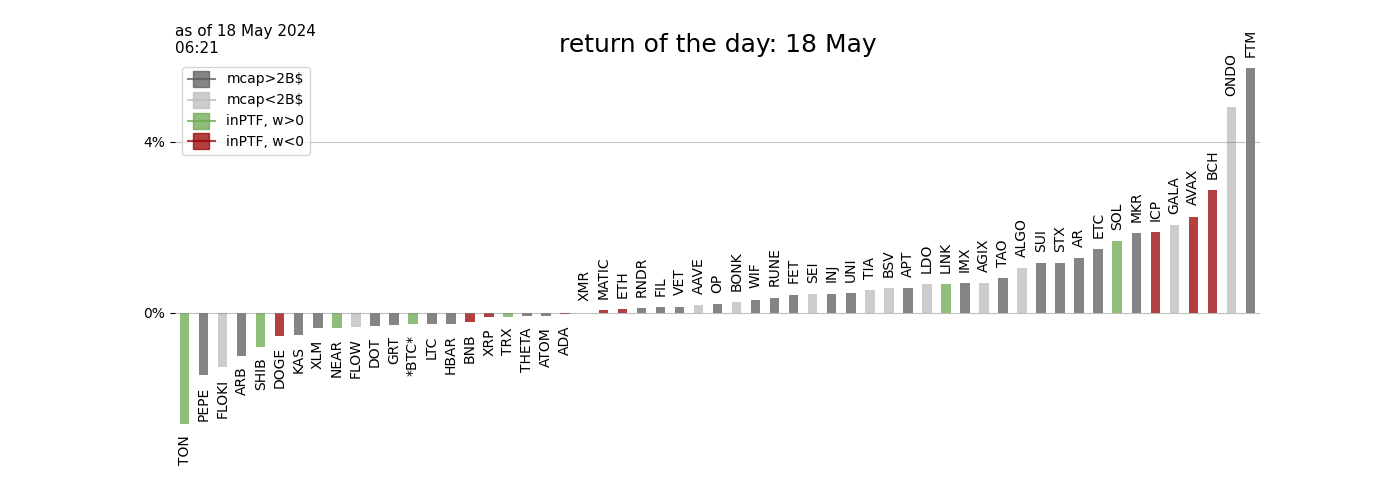 as of 18 May 2024
06:21
return of the day: 18 May
mcap>2B$
mcap<2B$
inPTF, w>0
inPTF, w<0
4%
0%
TON
PEPE
FLOKI
ARB
SHIB
DOGE
KAS
XLM
NEAR
FLOW
DOT
GRT
*BTC*
LTC
HBAR
BNB
XRP
TRX
THETA
ATOM
ADA
XMR
MATIC
ETH
RNDR
FIL
VET
AAVE
OP
BONK
WIF
RUNE
FET
SEI
INJ
UNI
TIA
BSV
APT
LDO
LINK
IMX
AGIX
TAO
ALGO
SUI
STX
AR
ETC
SOL
MKR
ICP
GALA
AVAX
BCH
ONDO
FTM